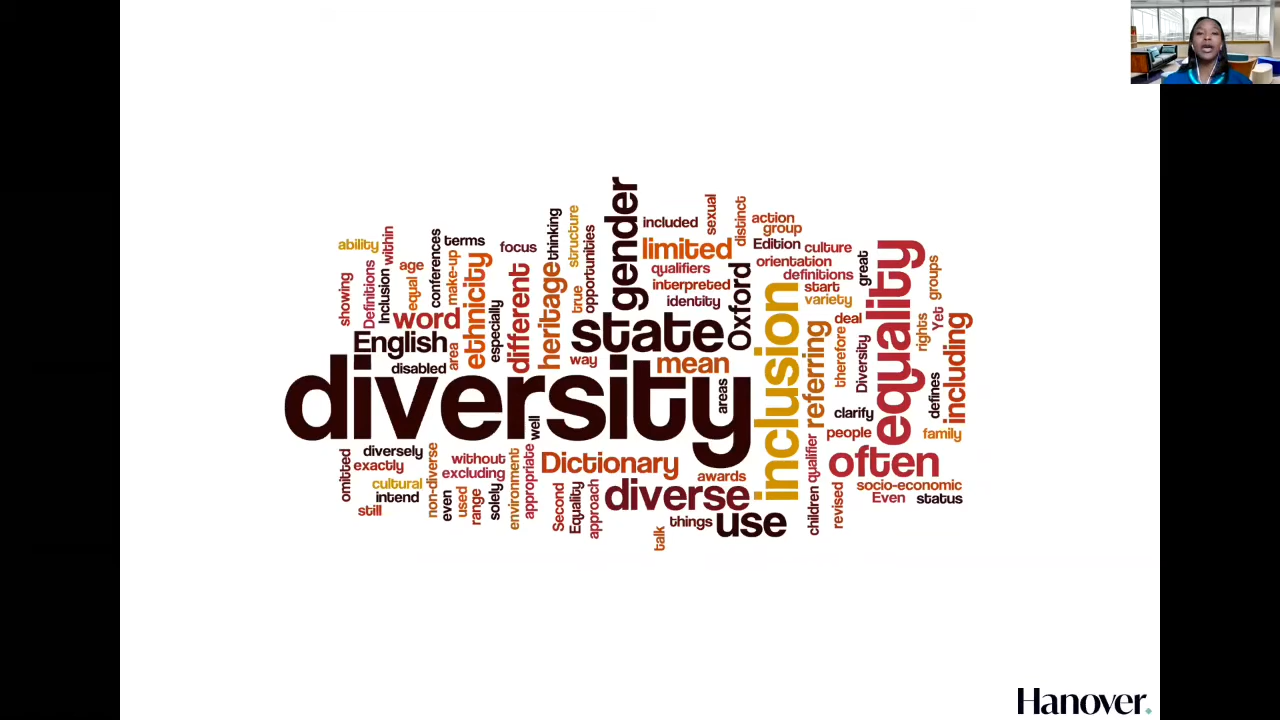 gender
included
sexual
distinct
action
group
thinking
structure
opportunities
within
ability
conferences
terms
focus
limited
Edition
culture
great
qualifiers
orientation
definitions
age
make-up
ethnicity
different
heritage
true
interpreted
Oxford
start
variety
identity
equality
groups
showing
Definitions
Inclusion
equal
word
especially
state
inclusion
referring
deal
rights
Yet
including
English
area
way
mean
therefore
Diversity
disabled
diversity
areas
defines
clarify
well
people
family
omitted
diversely
exactly
non-diverse
without
excluding
environment
appropriate
Dictionary
awards
qualifier
often
cultural
intend
still
even
used
range
solely
Second
Equality
approach
diverse
children
revised
socio-economic
Even
status
things
use
talk
Hanover.